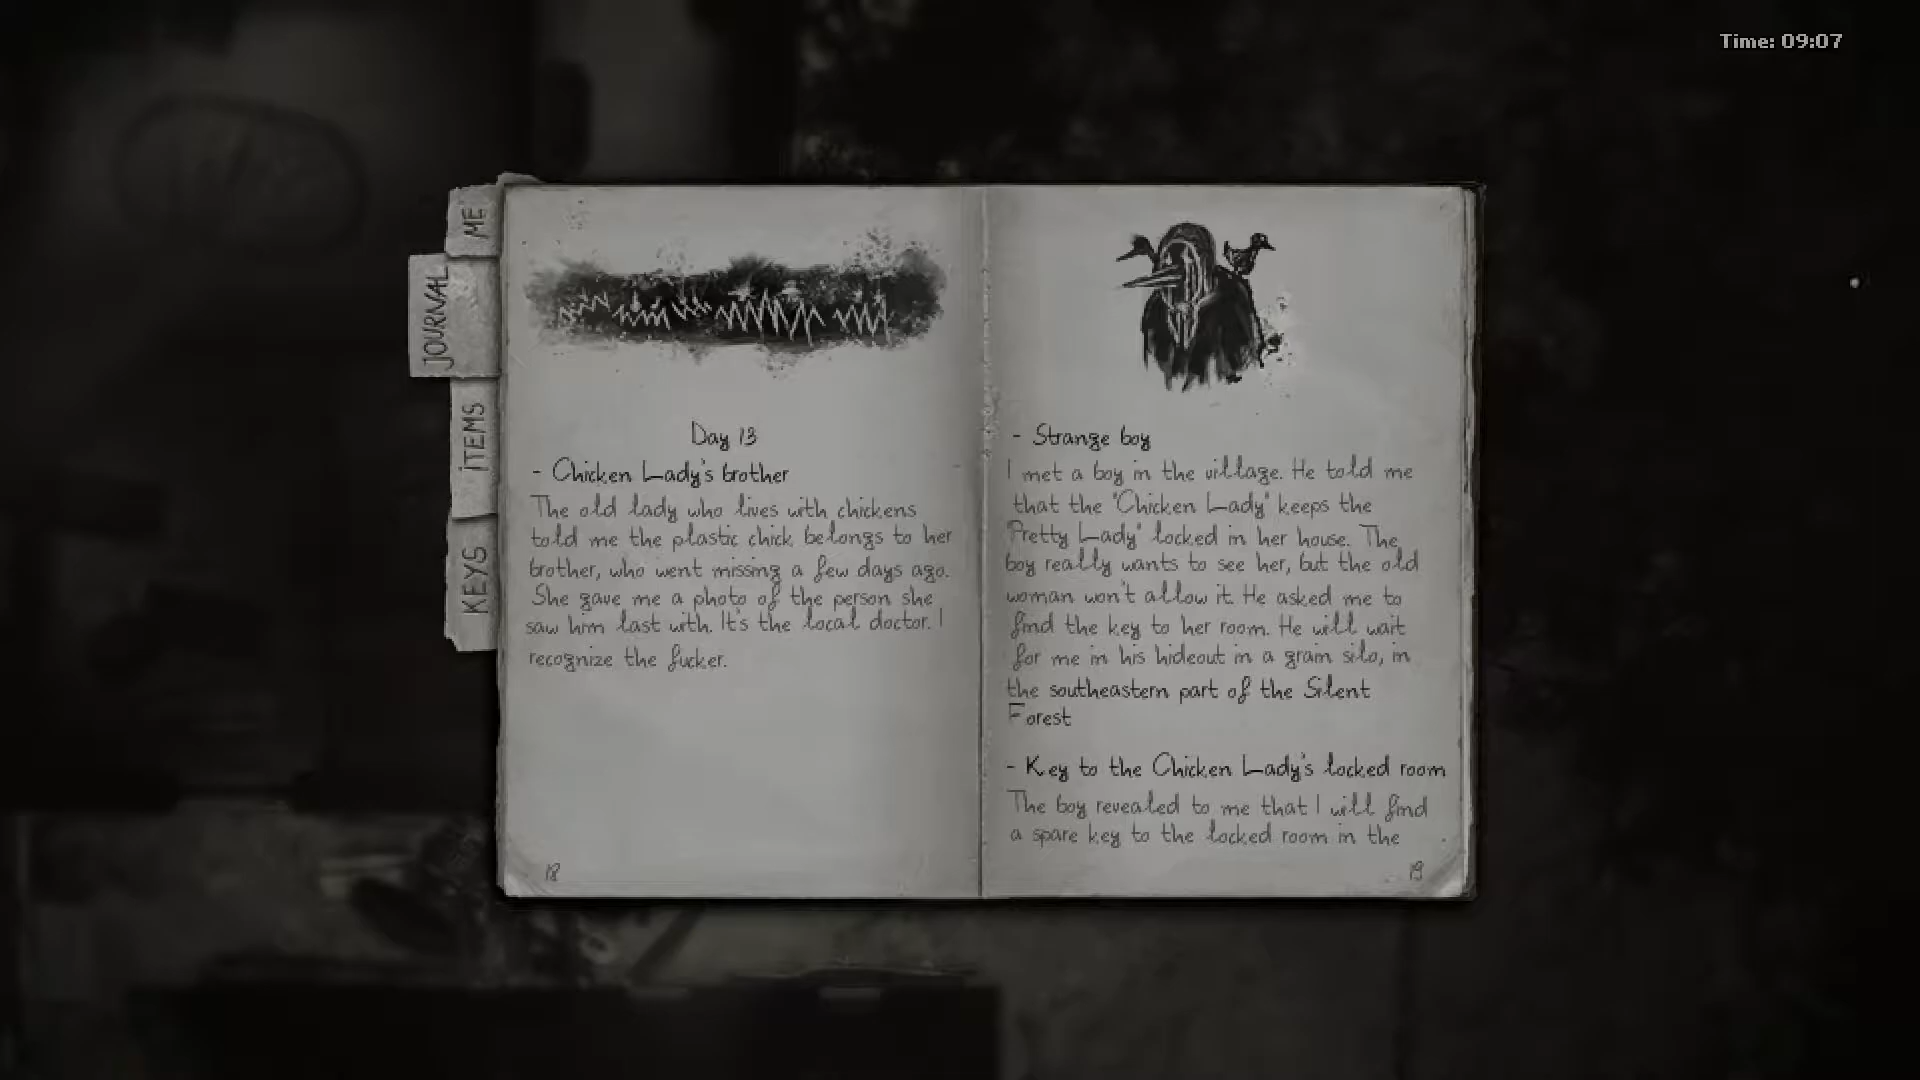 Time: 09:07
ME
JOURNAL
ITEMS
KEYS
Day 13
- Chicken Lady's brother
The old lady who lives with chickens
told me the plastic chick belongs to her
brother, who went missing a few days ago.
She gave me a photo of the person she
saw him last with. It's the local doctor. I
recognize the fucker.
18
- Strange boy
I met a boy in the village. He told me
that the "Chicken Lady" keeps the
"Pretty Lady" locked in her house. The
boy really wants to see her, but the old
woman won't allow it. He asked me to
find the key to her room. He will wait
for me in his hideout in a grain silo, in
the southeastern part of the Silent
Forest
- Key to the Chicken Lady's locked room
The boy revealed to me that I will find
a spare key to the locked room in the
19